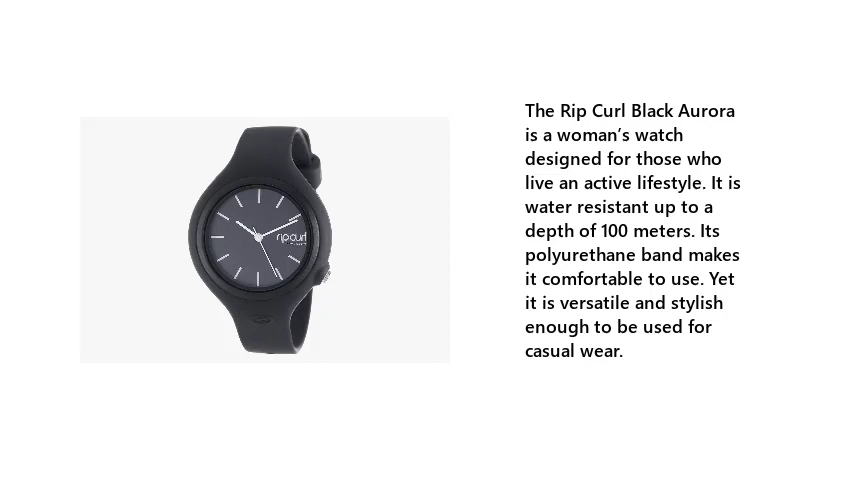 rip curl
The Rip Curl Black Aurora
is a woman's watch
designed for those who
live an active lifestyle. It is
water resistant up to a
depth of 100 meters. Its
polyurethane band makes
it comfortable to use. Yet
it is versatile and stylish
enough to be used for
casual wear.